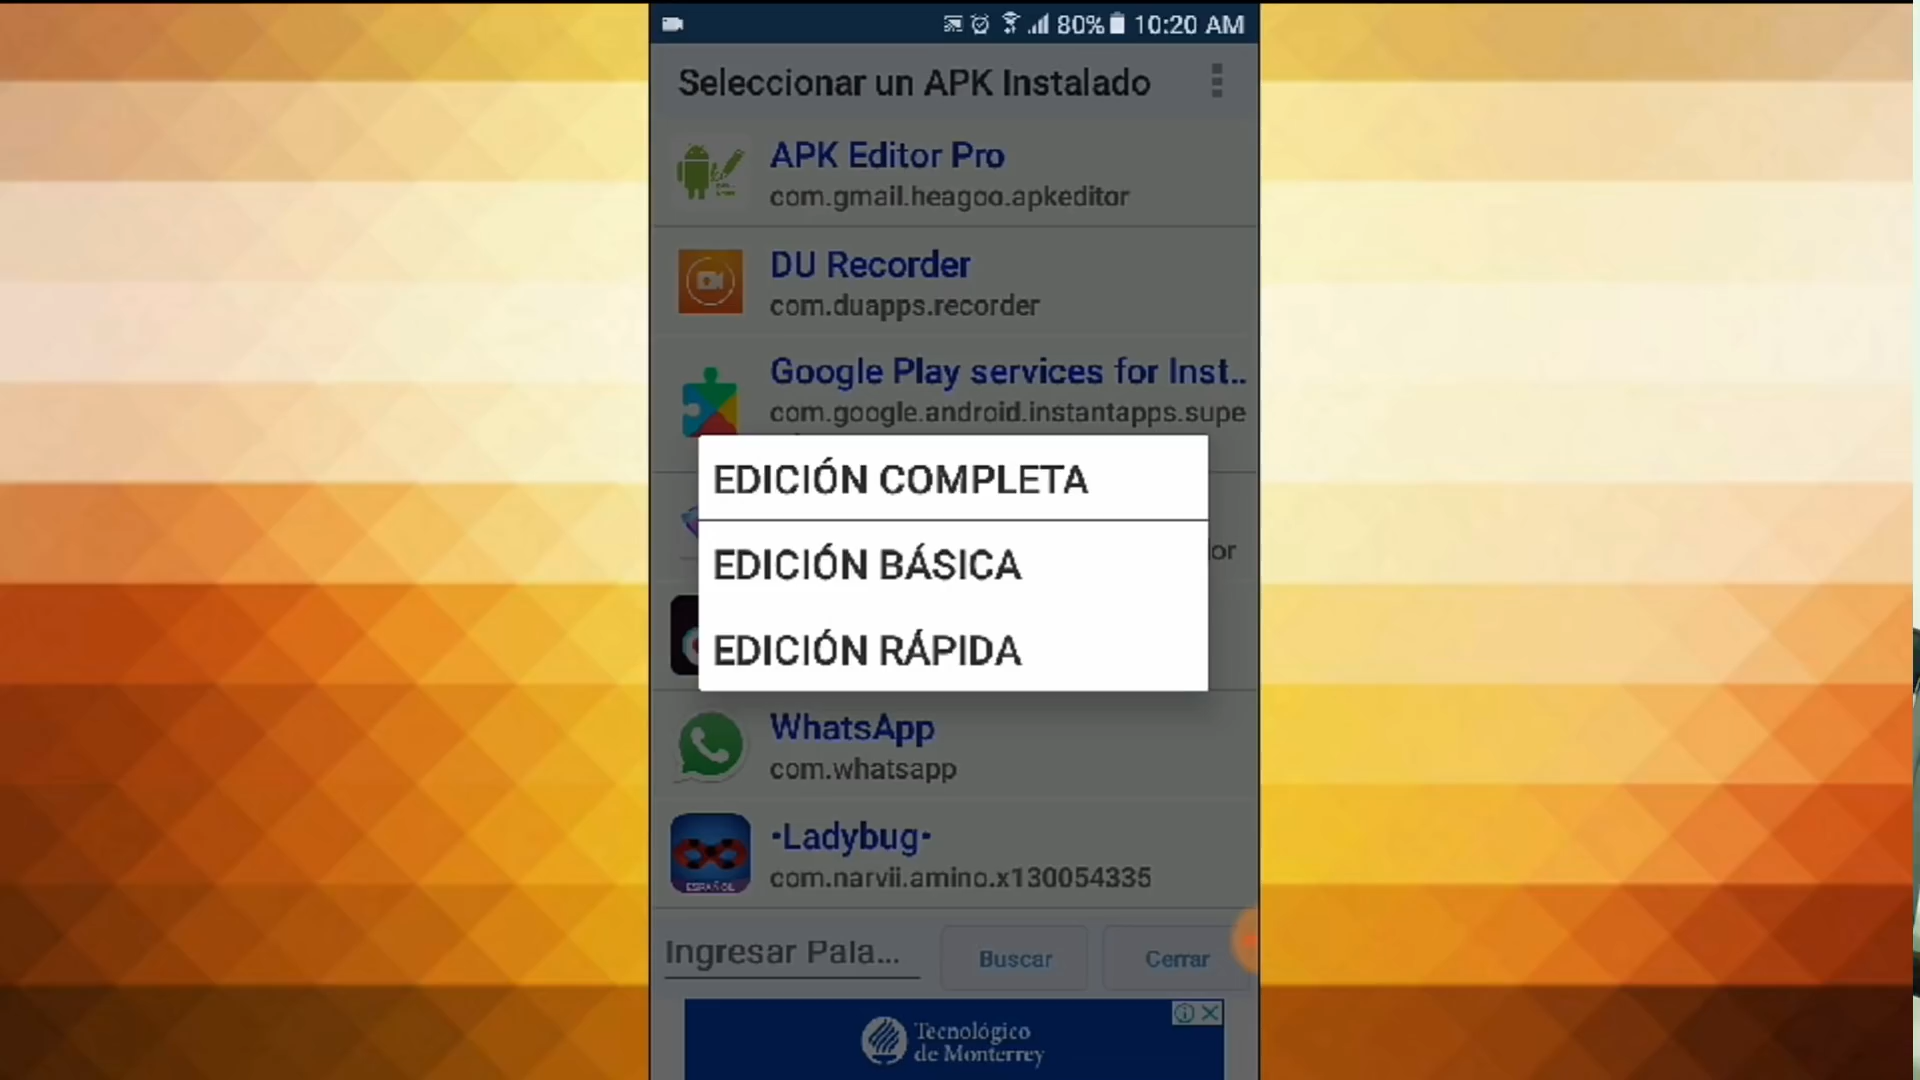 80% 10:20 AM
Seleccionar un APK Instalado
APK Editor Pro
com.gmail.heagoo.apkeditor
DU Recorder
com.duapps.recorder
Google Play services for Inst..
com.google.android.instantapps.supe
EDICIÓN COMPLETA
or
EDICIÓN BÁSICA
EDICIÓN RÁPIDA
WhatsApp
com.whatsapp
•Ladybug•
ESPAÑOL
com.narvii.amino.x130054335
Ingresar Pala...
Buscar
Cerrar
Tecnológico
de Monterrey